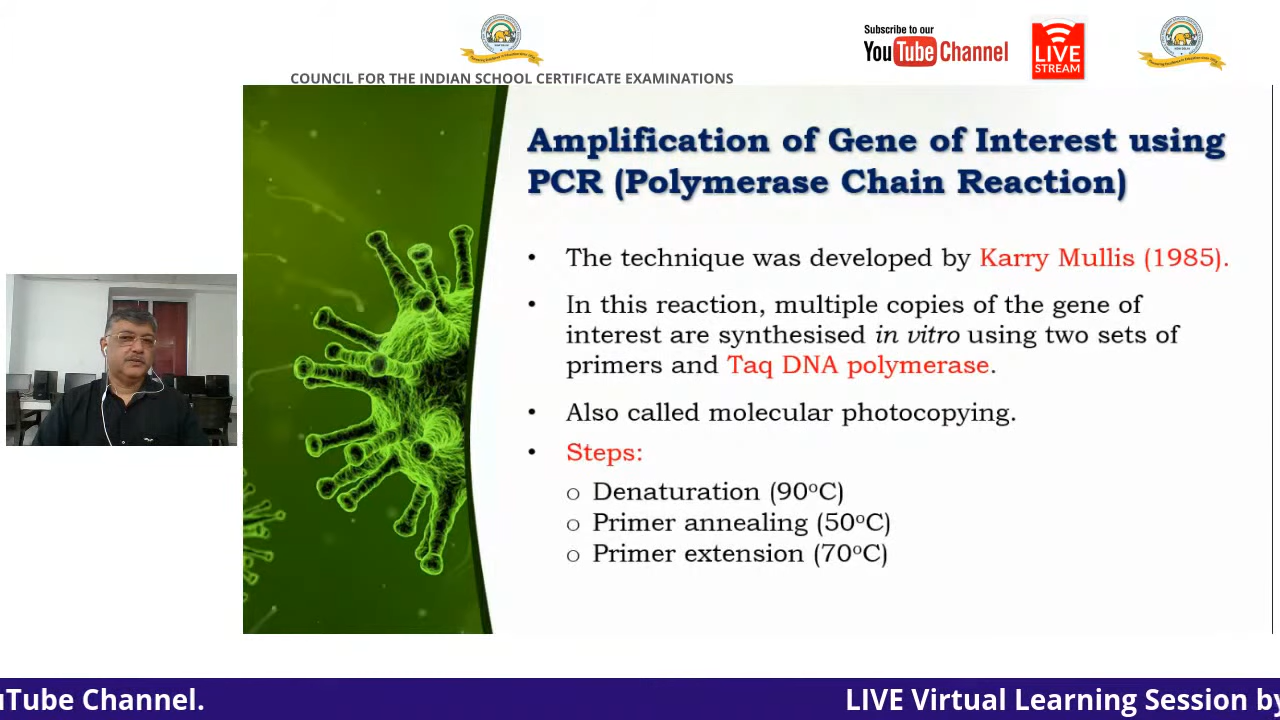 Subscribe to our
YouTube Channel
LIVE
STREAM
COUNCIL FOR THE INDIAN SCHOOL CERTIFICATE EXAMINATIONS
Amplification of Gene of Interest using
PCR (Polymerase Chain Reaction)
• The technique was developed by Karry Mullis (1985).
• In this reaction, multiple copies of the gene of
interest are synthesised in vitro using two sets of
primers and Taq DNA polymerase.
• Also called molecular photocopying.
• Steps:
o Denaturation (90°C)
o Primer annealing (50°C)
o Primer extension (70°C)
uTube Channel.
LIVE Virtual Learning Session by